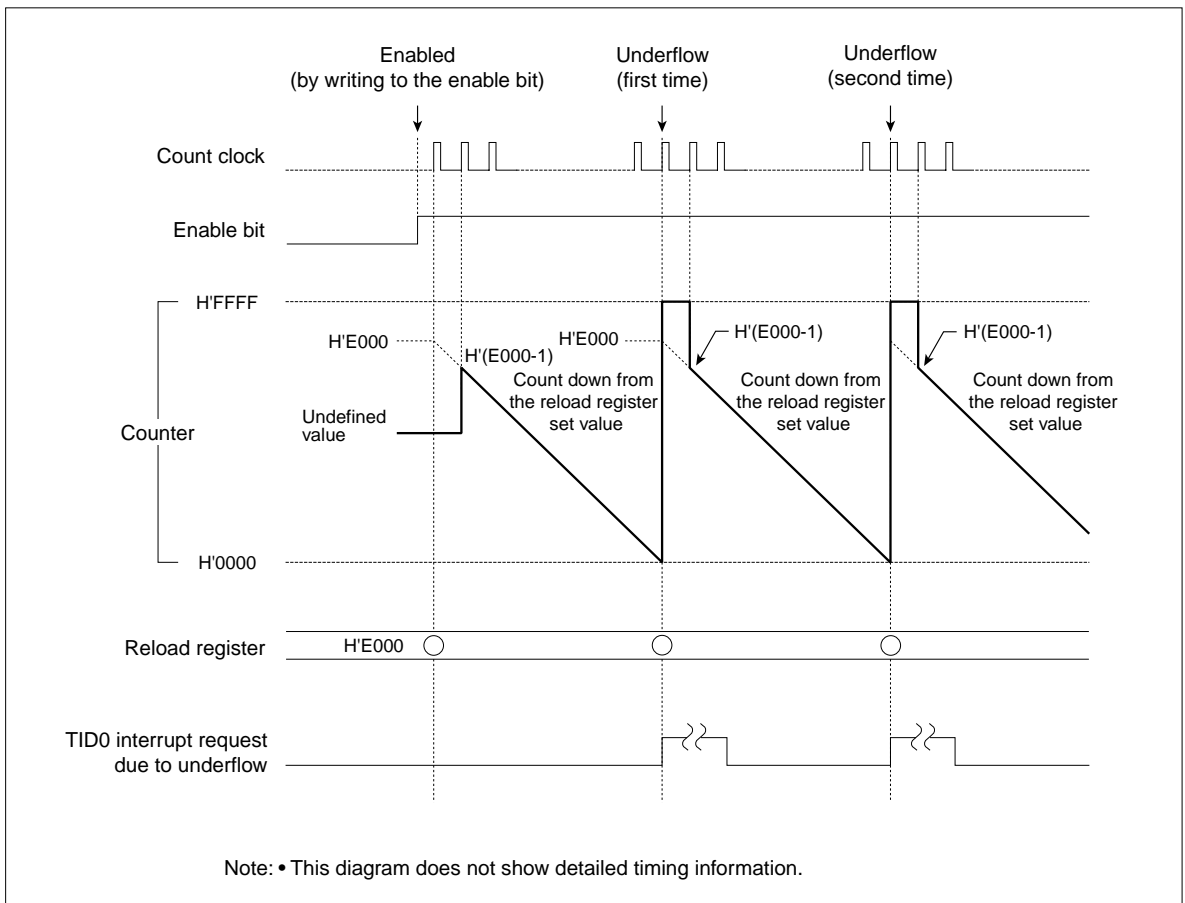 Enabled
(by writing to the enable bit)
Underflow
(first time)
Underflow
(second time)
Count clock
Enable bit
H'FFFF
H'E000
H'(E000-1)
H'E000
H'(E000-1)
H'(E000-1)
Undefined
value
Count down from
the reload register
set value
Count down from
the reload register
set value
Count down from
the reload register
set value
Counter
H'0000
Reload register
H'E000
TID0 interrupt request
due to underflow
Note: • This diagram does not show detailed timing information.